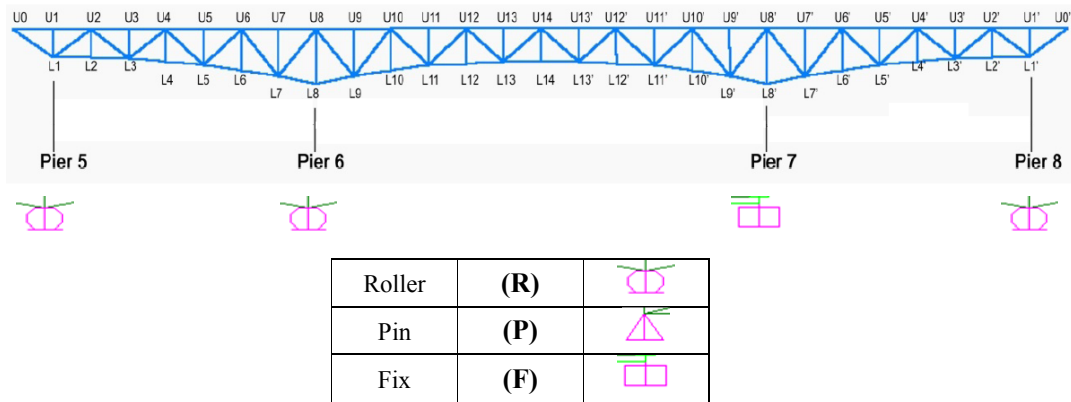 U0 U1 U2 U3 U4 U5 U6 U7 U8 U9 U10 U11 U12 U13 U14 U13' U12' U11' U10' U9' U8' U7' U6' U5' U4' U3' U2' U1' U0'
L1 L2 L3 L4 L5 L6 L7 L8 L9 L10 L11 L12 L13 L14 L13' L12' L11' L10' L9' L8' L7' L6' L5' L4' L3' L2' L1'
Pier 5 Pier 6 Pier 7 Pier 8
Roller (R)
Pin (P)
Fix (F)